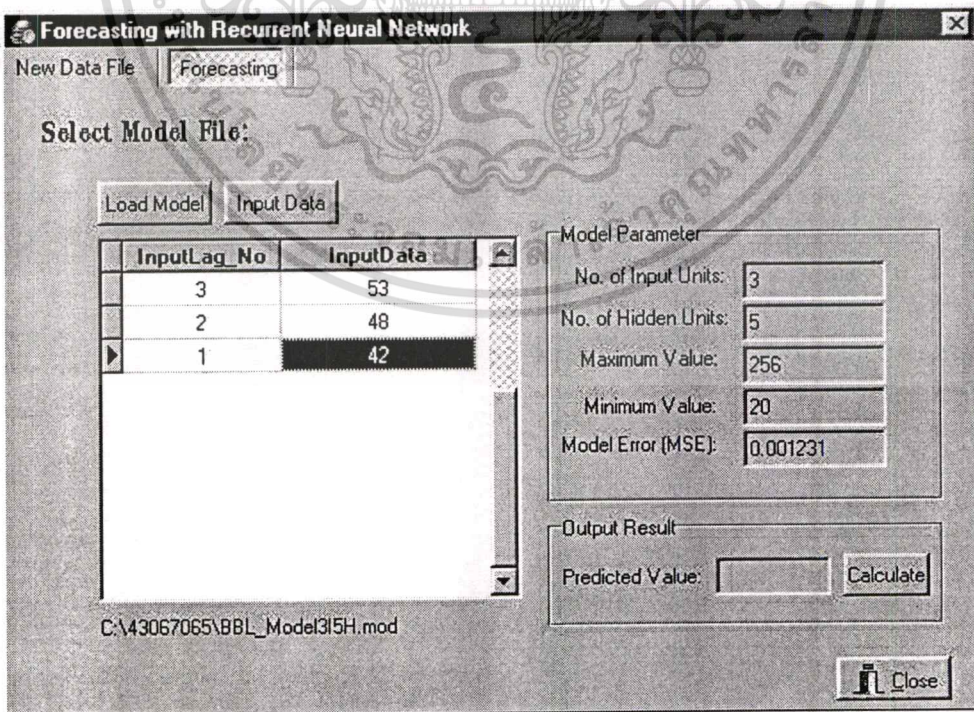 Forecasting with Recurrent Neural Network
New Data File
Forecasting
Select Model File:
Load Model
Input Data
InputLag_No InputData
3 53
2 48
1 42
C:\43067065\BBL_Model3I5H.mod
Model Parameter
No. of Input Units: 3
No. of Hidden Units: 5
Maximum Value: 256
Minimum Value: 20
Model Error (MSE): 0.001231
Output Result
Predicted Value:
Calculate
Close